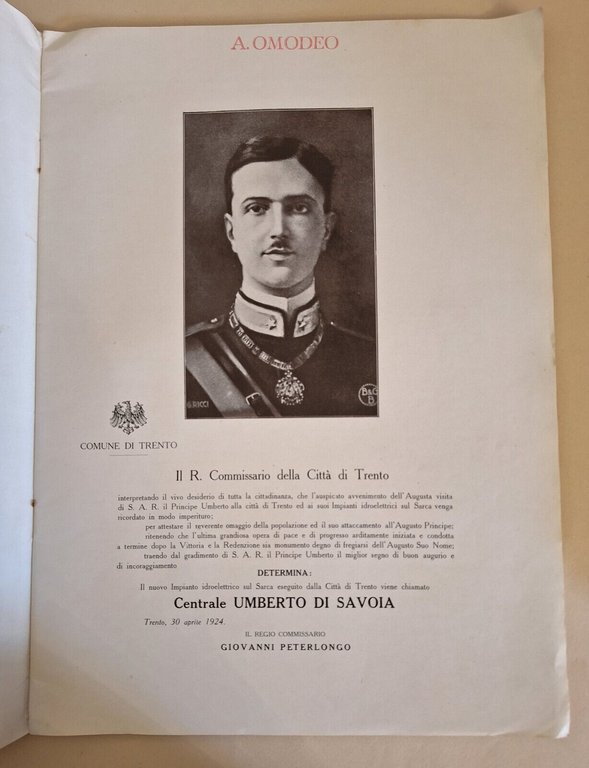 A. OMODEO
G. RICCI
B&G
B.
COMUNE DI TRENTO
Il R. Commissario della Città di Trento
interpretando il vivo desiderio di tutta la cittadinanza, che l'auspicato avvenimento dell'Augusta visita
di S. A. R. il Principe Umberto alla città di Trento ed ai suoi Impianti idroelettrici sul Sarca venga
ricordato in modo imperituro;
per attestare il reverente omaggio della popolazione ed il suo attaccamento all'Augusto Principe;
ritenendo che l'ultima grandiosa opera di pace e di progresso arditamente iniziata e condotta
a termine dopo la Vittoria e la Redenzione sia monumento degno di fregiarsi dell'Augusto Suo Nome;
traendo dal gradimento di S. A. R. il Principe Umberto il miglior segno di buon augurio e
di incoraggiamento
DETERMINA:
Il nuovo Impianto idroelettrico sul Sarca eseguito dalla Città di Trento viene chiamato
Centrale UMBERTO DI SAVOIA
Trento, 30 aprile 1924.
IL REGIO COMMISSARIO
GIOVANNI PETERLONGO